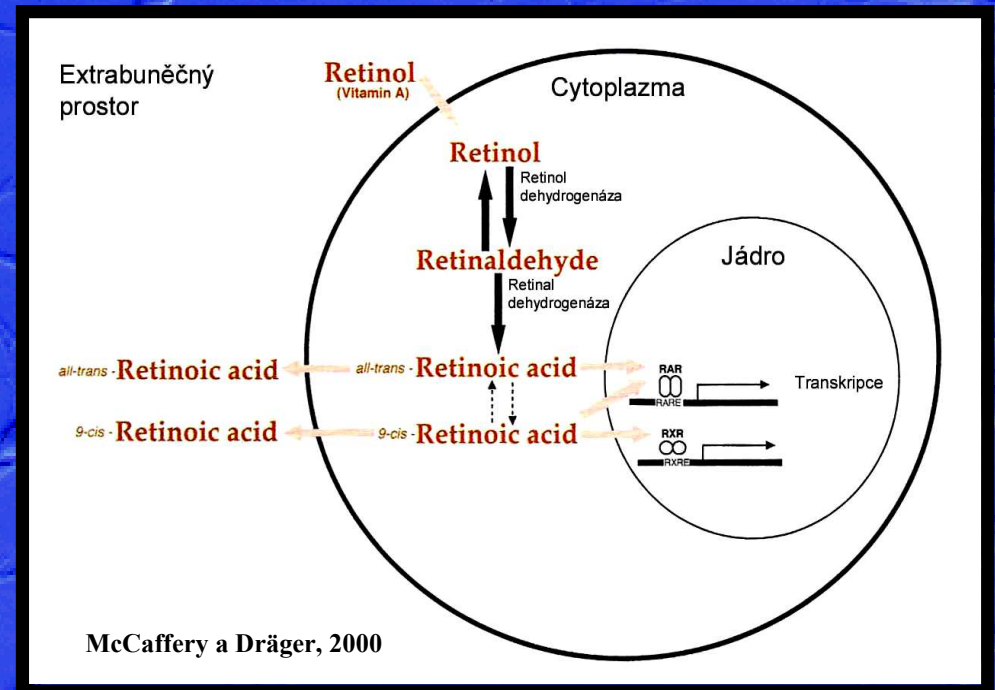 Extrabuněčný
prostor
Retinol
(Vitamin A)
Cytoplazma
Retinol
Retinol
dehydrogenáza
Retinaldehyde
Retinal
dehydrogenáza
Jádro
all-trans - Retinoic acid
all-trans - Retinoic acid
RAR
RARE
Transkripce
9-cis - Retinoic acid
9-cis - Retinoic acid
RXR
RXRE
McCaffery a Dräger, 2000